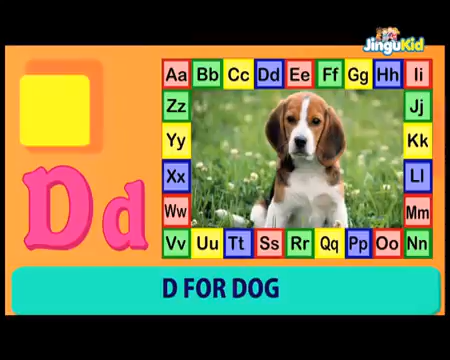 JinguKid
Aa Bb Cc Dd Ee Ff Gg Hh Ii
Zz Jj
Yy Kk
Xx Ll
Ww Mm
Vv Uu Tt Ss Rr Qq Pp Oo Nn
Dd
D FOR DOG